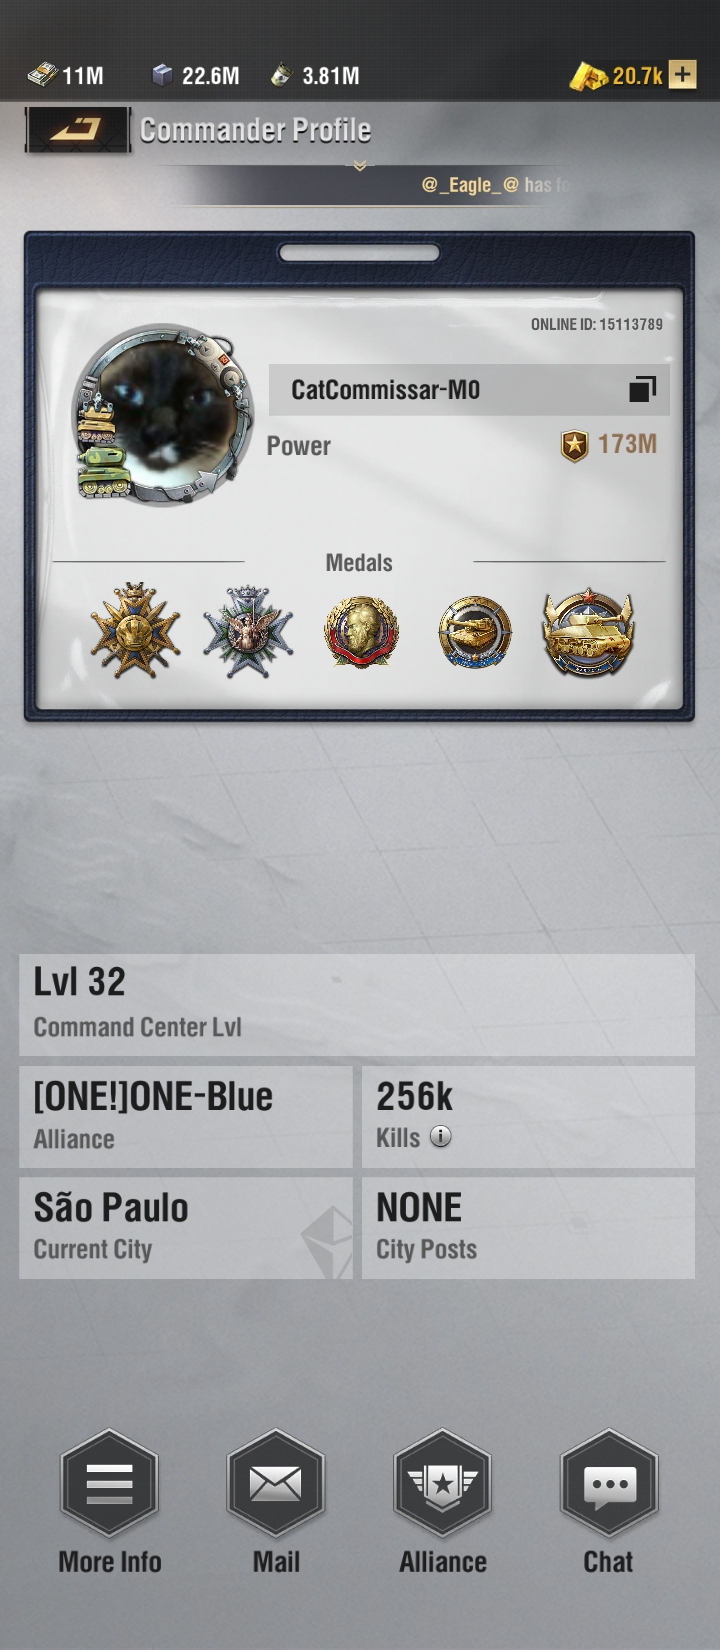 11M 22.6M 3.81M 20.7k
Commander Profile
@_Eagle_@ has
ONLINE ID: 15113789
CatCommissar-M0
Power 173M
Medals
Lvl 32
Command Center Lvl
[ONE!]ONE-Blue
Alliance
256k
Kills
São Paulo
Current City
NONE
City Posts
More Info
Mail
Alliance
Chat